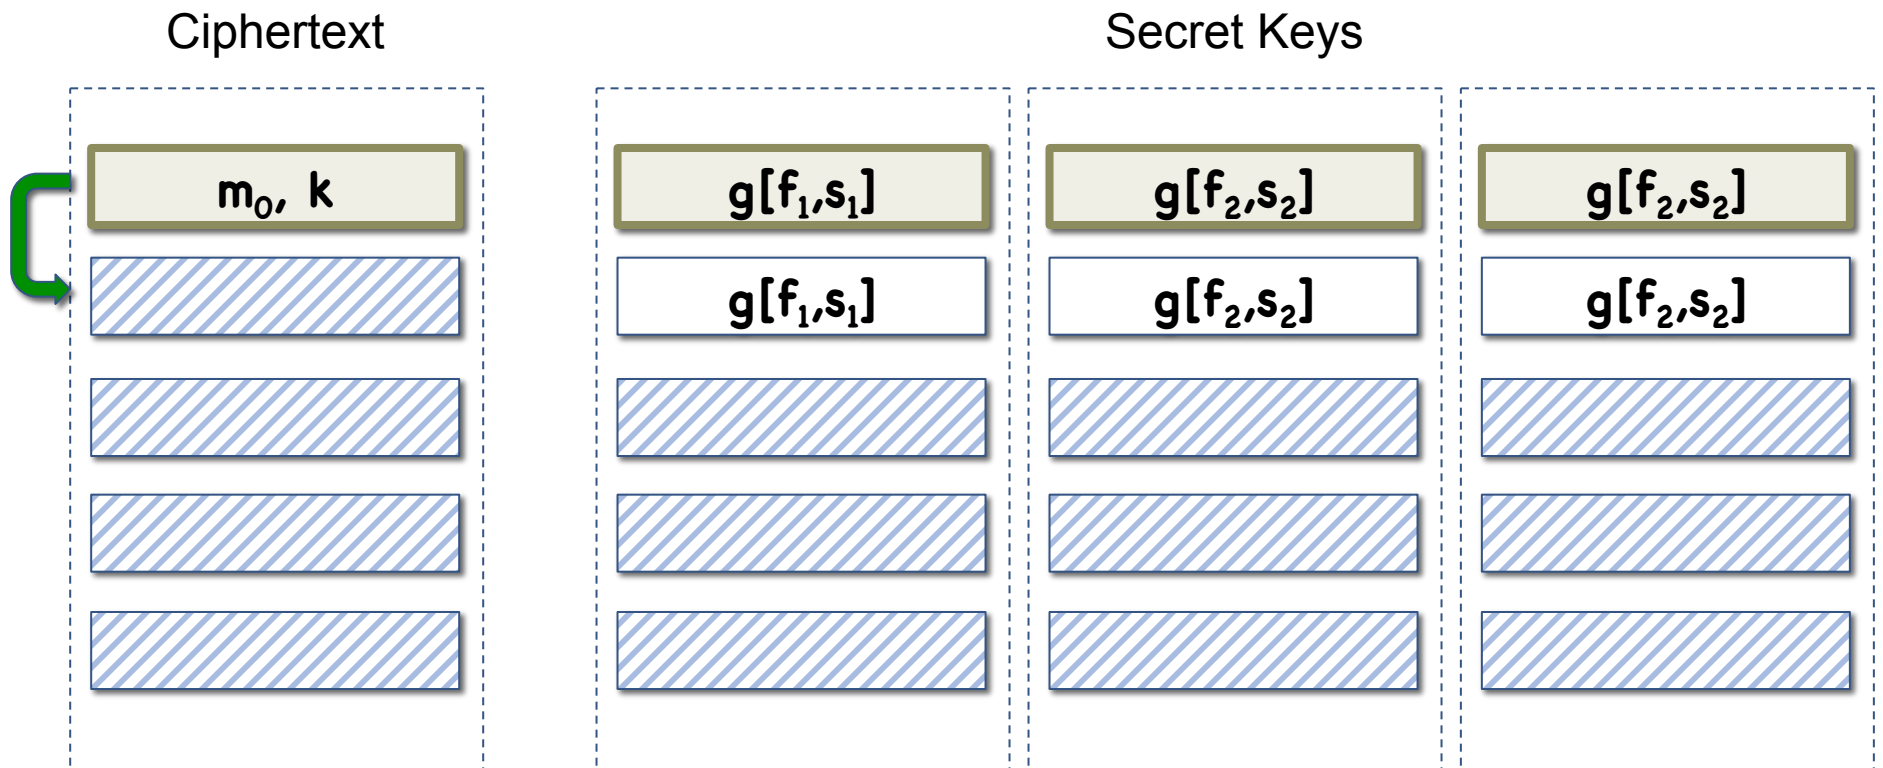 Ciphertext
Secret Keys
m₀, k
g[f₁,s₁]
g[f₂,s₂]
g[f₂,s₂]
g[f₁,s₁]
g[f₂,s₂]
g[f₂,s₂]